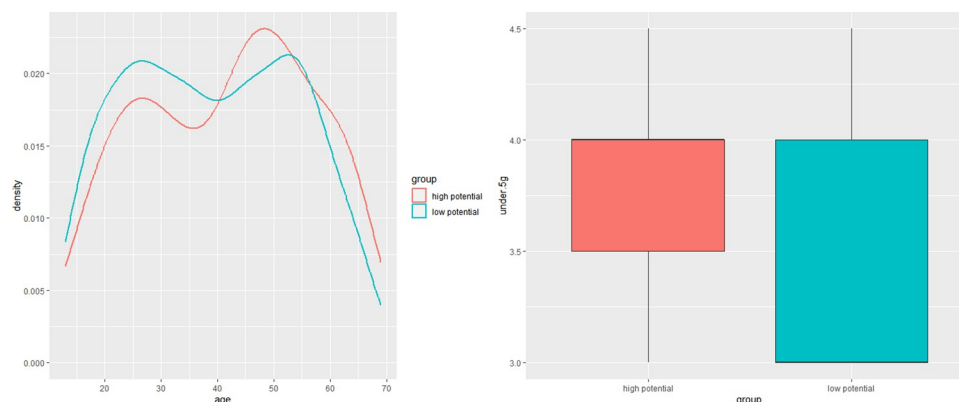 density
0.020
0.015
0.010
0.005
0.000
20
30
40
50
60
70
age
group
high potential
low potential
under.5g
4.5
4.0
3.5
3.0
high potential
low potential
group